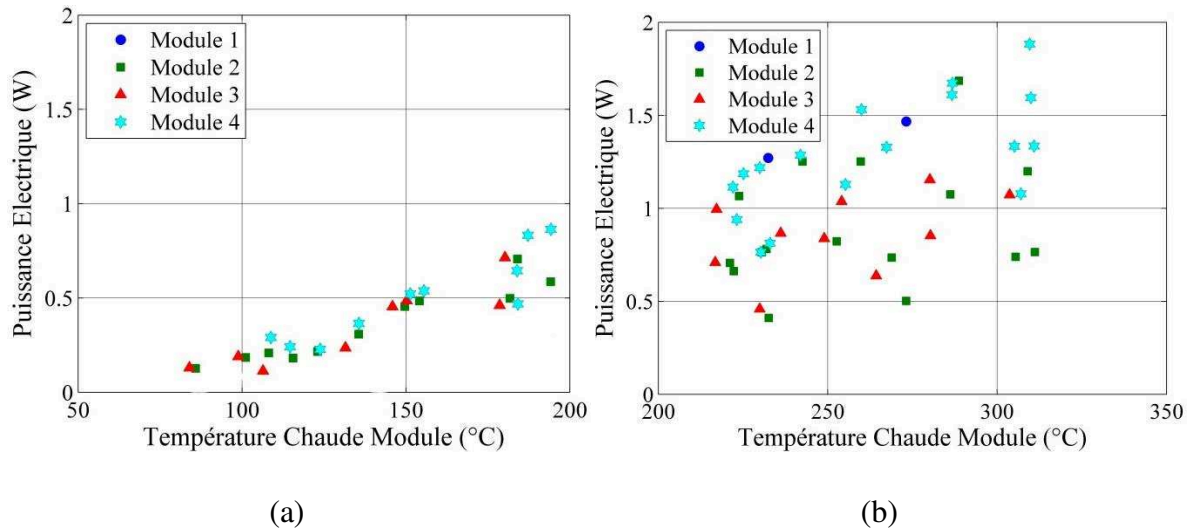 2
1.5
1
0.5
0
50
100
150
200
Puissance Electrique (W)
Température Chaude Module (°C)
Module 1
Module 2
Module 3
Module 4
(a)
2
1.5
1
0.5
0
200
250
300
350
Puissance Electrique (W)
Température Chaude Module (°C)
Module 1
Module 2
Module 3
Module 4
(b)